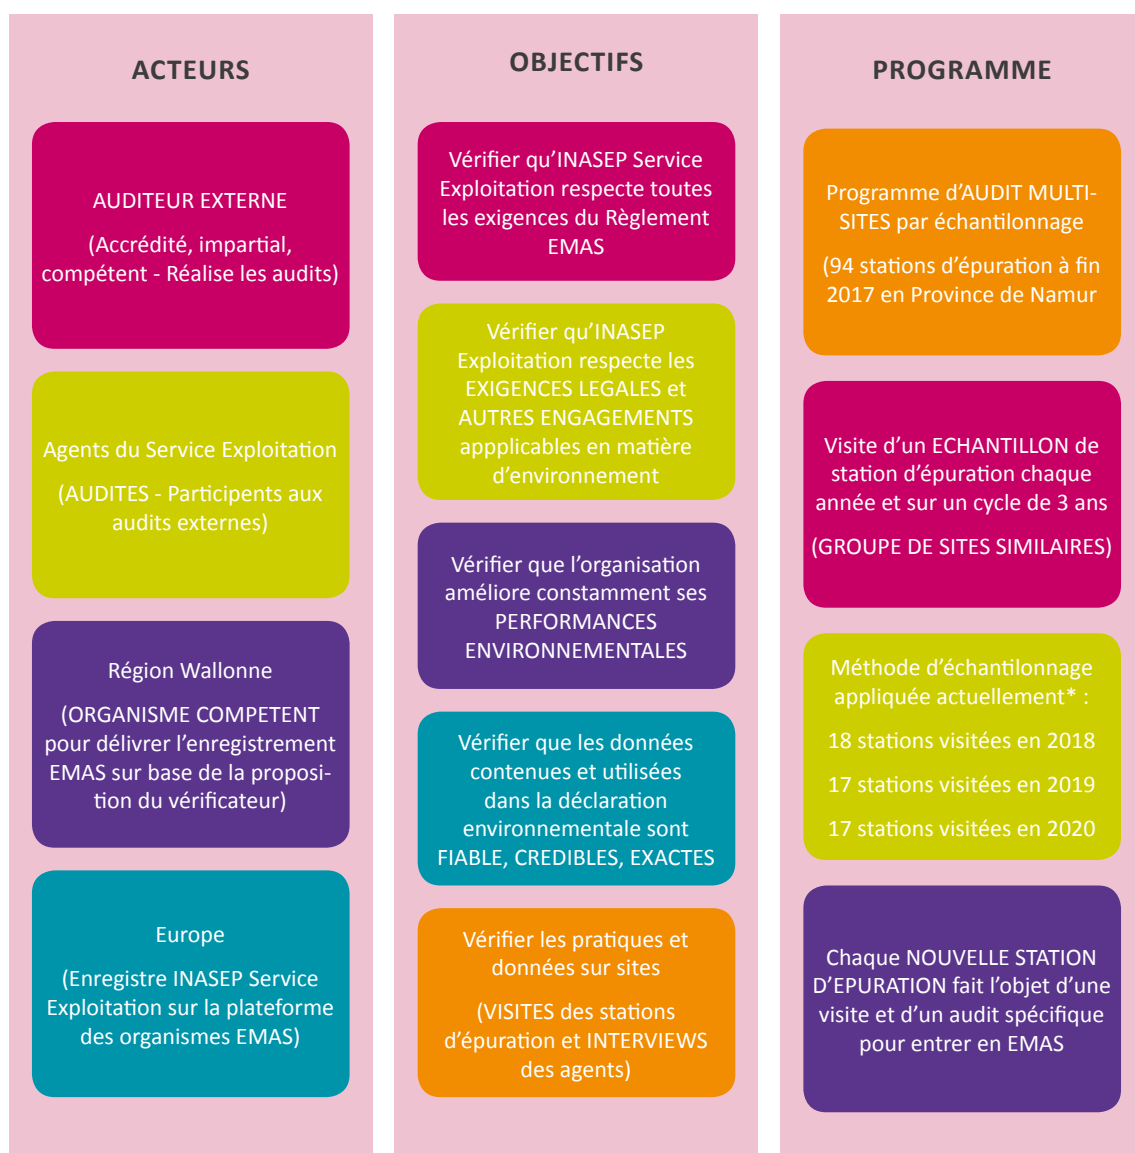 ACTEURS
AUDITEUR EXTERNE
(Accrédité, impartial,
compétent - Réalise les audits)
Agents du Service Exploitation
(AUDITES - Participents aux
audits externes)
Région Wallonne
(ORGANISME COMPETENT
pour délivrer l’enregistrement
EMAS sur base de la proposi-
tion du vérificateur)
Europe
(Enregistre INASEP Service
Exploitation sur la plateforme
des organismes EMAS)
OBJECTIFS
Vérifier qu’INASEP Service
Exploitation respecte toutes
les exigences du Règlement
EMAS
Vérifier qu’INASEP
Exploitation respecte les
EXIGENCES LEGALES et
AUTRES ENGAGEMENTS
appplicables en matière
d’environnement
Vérifier que l’organisation
améliore constamment ses
PERFORMANCES
ENVIRONNEMENTALES
Vérifier que les données
contenues et utilisées
dans la déclaration
environnementale sont
FIABLE, CREDIBLES, EXACTES
Vérifier les pratiques et
données sur sites
(VISITES des stations
d’épuration et INTERVIEWS
des agents)
PROGRAMME
Programme d’AUDIT MULTI-
SITES par échantilonnage
(94 stations d’épuration à fin
2017 en Province de Namur
Visite d’un ECHANTILLON de
station d’épuration chaque
année et sur un cycle de 3 ans
(GROUPE DE SITES SIMILAIRES)
Méthode d’échantilonnage
appliquée actuellement* :
18 stations visitées en 2018
17 stations visitées en 2019
17 stations visitées en 2020
Chaque NOUVELLE STATION
D’EPURATION fait l’objet d’une
visite et d’un audit spécifique
pour entrer en EMAS